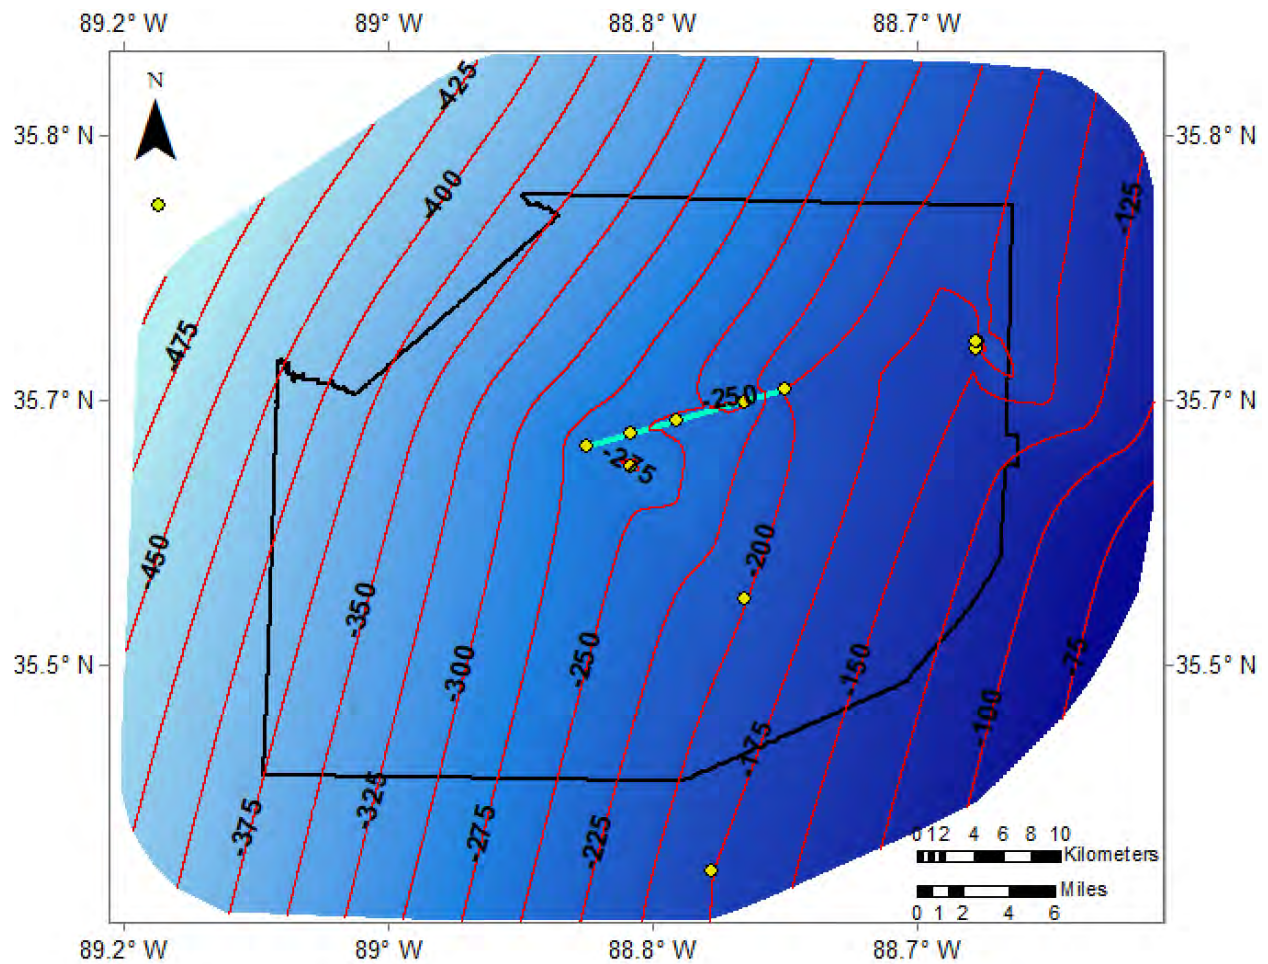 89.2° W 89° W 88.8° W 88.7° W
N
-425
35.8° N 35.8° N
-400
-125
-475
35.7° N -250 35.7° N
-275
-450 -200
-350
35.5° N -300 -250 -150 -75 35.5° N
-100
-175
-375 -325 -275 -225
0 1 2 4 6 8 10
Kilometers
Miles
0 1 2 4 6
89.2° W 89° W 88.8° W 88.7° W